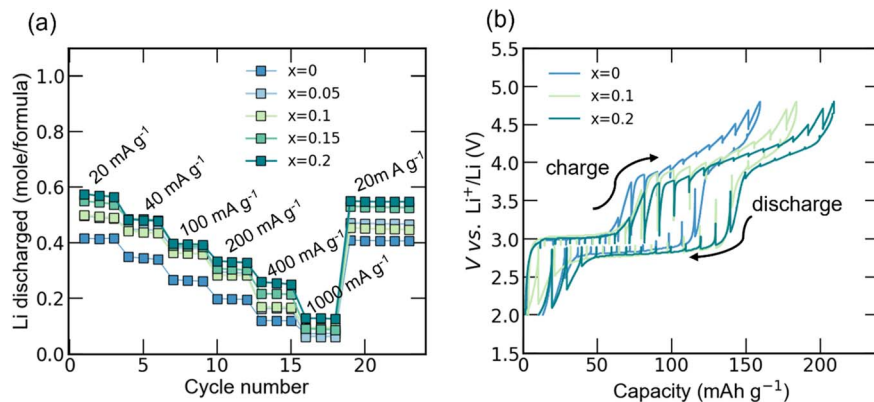 (a)
Li discharged (mole/formula)
1.0
0.8
0.6
0.4
0.2
0.0
x=0
x=0.05
x=0.1
x=0.15
x=0.2
20 mA g-1
40 mA g-1
100 mA g-1
200 mA g-1
400 mA g-1
1000 mA g-1
20m A g-1
0 5 10 15 20
Cycle number
(b)
V vs. Li+/Li (V)
5.5
5.0
4.5
4.0
3.5
3.0
2.5
2.0
1.5
x=0
x=0.1
x=0.2
charge
discharge
0 50 100 150 200
Capacity (mAh g-1)